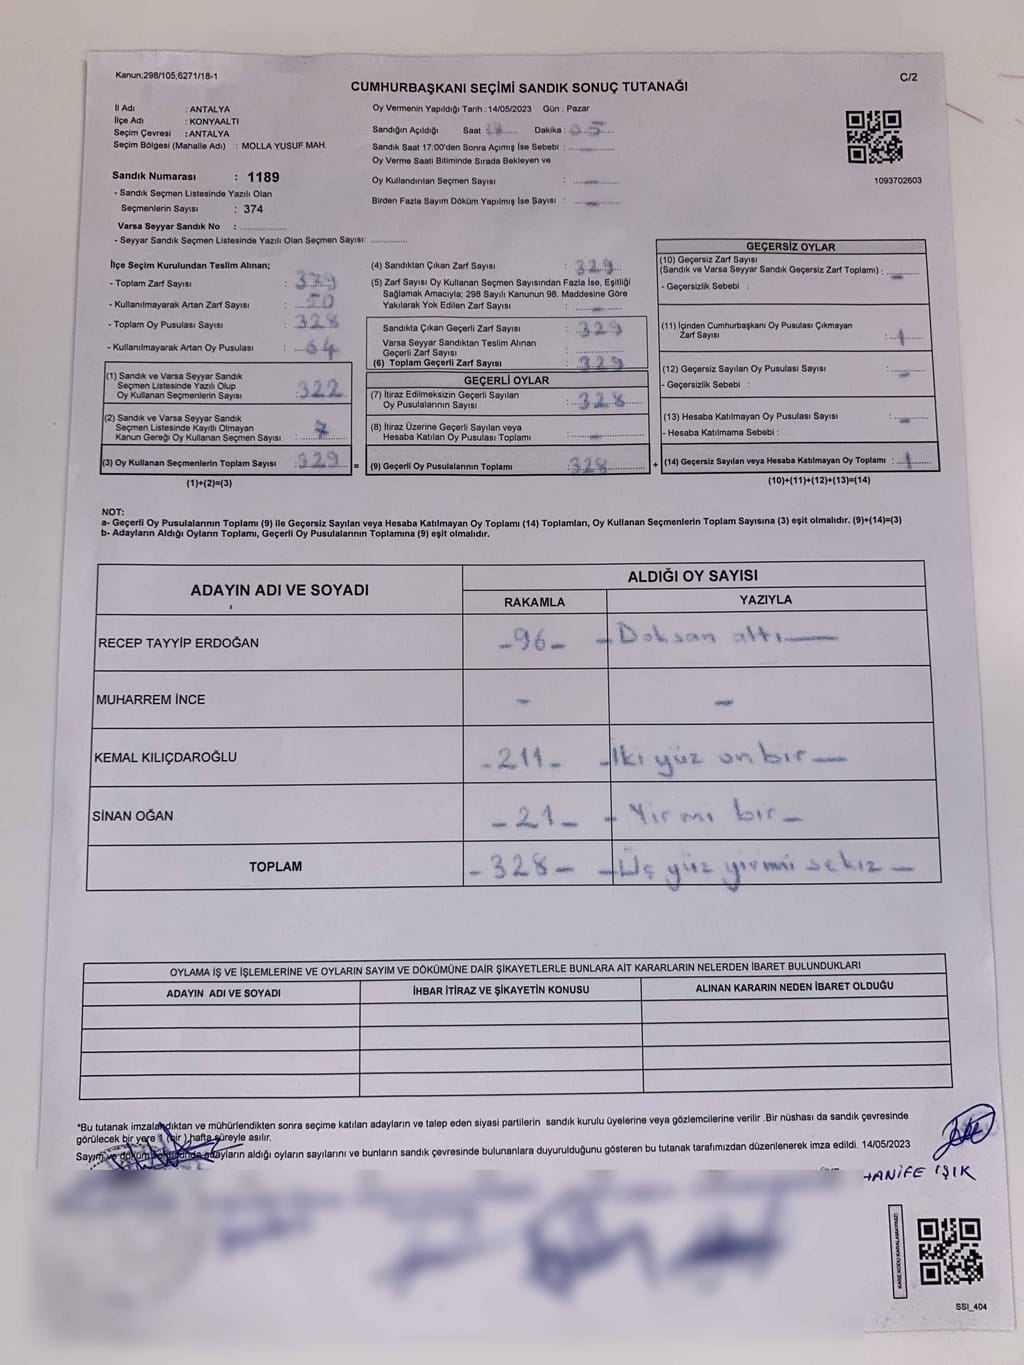 Kanun;298/105,6271/18-1
C/2
CUMHURBAŞKANI SEÇİMİ SANDIK SONUÇ TUTANAĞI
İl Adı : ANTALYA
İlçe Adı : KONYAALTI
Seçim Çevresi : ANTALYA
Seçim Bölgesi (Mahalle Adı) : MOLLA YUSUF MAH.
Sandık Numarası : 1189
- Sandık Seçmen Listesinde Yazılı Olan
Seçmenlerin Sayısı : 374
Varsa Seyyar Sandık No : ................
- Seyyar Sandık Seçmen Listesinde Yazılı Olan Seçmen Sayısı: ............
Oy Vermenin Yapıldığı Tarih : 14/05/2023 Gün : Pazar
Sandığın Açıldığı Saat : Dakika : 05
Sandık Saat 17:00'den Sonra Açımış İse Sebebi : -
Oy Verme Saati Bitiminde Sırada Bekleyen ve
Oy Kullandırılan Seçmen Sayısı : -
Birden Fazla Sayım Döküm Yapılmış İse Sayısı : -
1093702603
İlçe Seçim Kurulundan Teslim Alınan;
- Toplam Zarf Sayısı : 379
- Kullanılmayarak Artan Zarf Sayısı : 50
- Toplam Oy Pusulası Sayısı : 328
- Kullanılmayarak Artan Oy Pusulası : 64
(1) Sandık ve Varsa Seyyar Sandık
Seçmen Listesinde Yazılı Olup
Oy Kullanan Seçmenlerin Sayısı : 322
(2) Sandık ve Varsa Seyyar Sandık
Seçmen Listesinde Kayıtlı Olmayan
Kanun Gereği Oy Kullanan Seçmen Sayısı : 7
(3) Oy Kullanan Seçmenlerin Toplam Sayısı : 329
(1)+(2)=(3)
(4) Sandıktan Çıkan Zarf Sayısı : 329
(5) Zarf Sayısı Oy Kullanan Seçmen Sayısından Fazla İse, Eşitliği
Sağlamak Amacıyla; 298 Sayılı Kanunun 98. Maddesine Göre
Yakılarak Yok Edilen Zarf Sayısı : -
Sandıkta Çıkan Geçerli Zarf Sayısı : 329
Varsa Seyyar Sandıktan Teslim Alınan
Geçerli Zarf Sayısı : ................
(6) Toplam Geçerli Zarf Sayısı : 329
GEÇERLİ OYLAR
(7) İtiraz Edilmeksizin Geçerli Sayılan
Oy Pusulalarının Sayısı : 328
(8) İtiraz Üzerine Geçerli Sayılan veya
Hesaba Katılan Oy Pusulası Toplamı : -
= (9) Geçerli Oy Pusulalarının Toplamı : 328 +
GEÇERSİZ OYLAR
(10) Geçersiz Zarf Sayısı
(Sandık ve Varsa Seyyar Sandık Geçersiz Zarf Toplamı) : -
- Geçersizlik Sebebi :
(11) İçinden Cumhurbaşkanı Oy Pusulası Çıkmayan
Zarf Sayısı : 1
(12) Geçersiz Sayılan Oy Pusulası Sayısı : -
- Geçersizlik Sebebi :
(13) Hesaba Katılmayan Oy Pusulası Sayısı : -
- Hesaba Katılmama Sebebi :
(14) Geçersiz Sayılan veya Hesaba Katılmayan Oy Toplamı : 1
(10)+(11)+(12)+(13)=(14)
NOT:
a- Geçerli Oy Pusulalarının Toplamı (9) ile Geçersiz Sayılan veya Hesaba Katılmayan Oy Toplamı (14) Toplamları, Oy Kullanan Seçmenlerin Toplam Sayısına (3) eşit olmalıdır. (9)+(14)=(3)
b- Adayların Aldığı Oyların Toplamı, Geçerli Oy Pusulalarının Toplamına (9) eşit olmalıdır.
ADAYIN ADI VE SOYADI ALDIĞI OY SAYISI
RAKAMLA YAZIYLA
RECEP TAYYİP ERDOĞAN -96- -Doksan altı-
MUHARREM İNCE - -
KEMAL KILIÇDAROĞLU -211- -İki yüz on bir-
SİNAN OĞAN -21- - Yirmi bir -
TOPLAM -328- -Üç yüz yirmi sekiz -
OYLAMA İŞ VE İŞLEMLERİNE VE OYLARIN SAYIM VE DÖKÜMÜNE DAİR ŞİKAYETLERLE BUNLARA AİT KARARLARIN NELERDEN İBARET BULUNDUKLARI
ADAYIN ADI VE SOYADI İHBAR İTİRAZ VE ŞİKAYETİN KONUSU ALINAN KARARIN NEDEN İBARET OLDUĞU
*Bu tutanak imzalandıktan ve mühürlendikten sonra seçime katılan adayların ve talep eden siyasi partilerin sandık kurulu üyelerine veya gözlemcilerine verilir .Bir nüshası da sandık çevresinde
görülecek bir yere 1 (bir ) hafta süreyle asılır.
Sayım ve döküm adayların aldığı oyların sayılarını ve bunların sandık çevresinde bulunanlara duyurulduğunu gösteren bu tutanak tarafımızdan düzenlenerek imza edildi. 14/05/2023
HANİFE IŞIK
KARE KODU KARALAMAYINIZ!
SSI_404